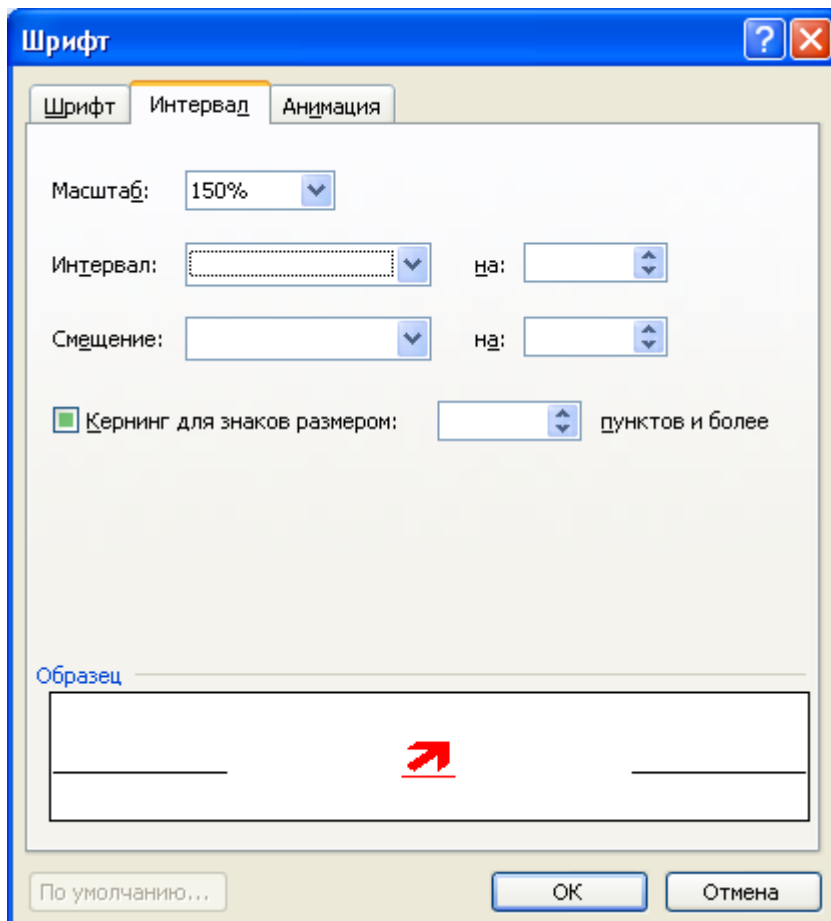 Шрифт
Шрифт Интервал Анимация
Масштаб: 150%
Интервал: на:
Смещение: на:
Кернинг для знаков размером: пунктов и более
Образец
По умолчанию... ОК Отмена